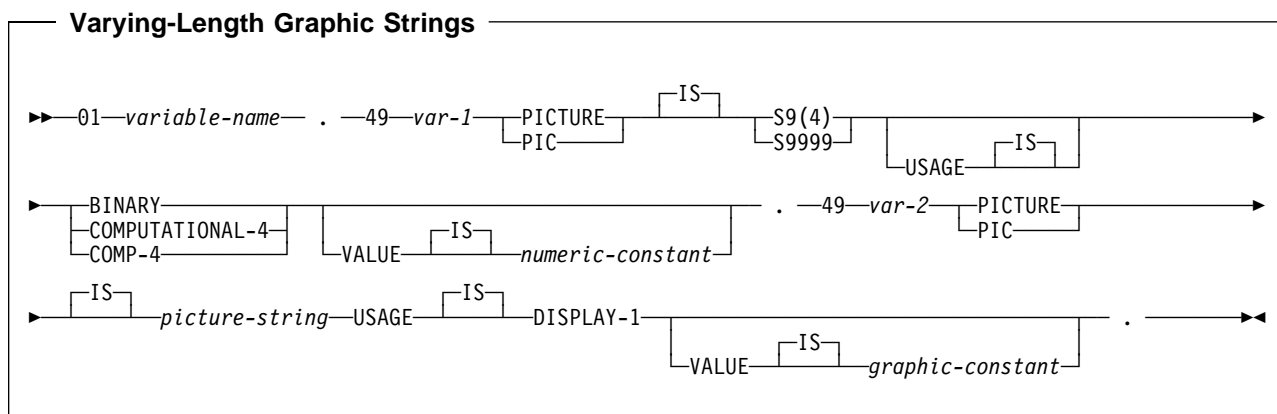 Varying-Length Graphic Strings
IS
01 variable-name . 49 var-1 PICTURE S9(4)
PIC S9999 IS
USAGE
BINARY . 49 var-2 PICTURE
COMPUTATIONAL-4 IS PIC
COMP-4 VALUE numeric-constant
IS IS
picture-string USAGE DISPLAY-1 .
IS
VALUE graphic-constant